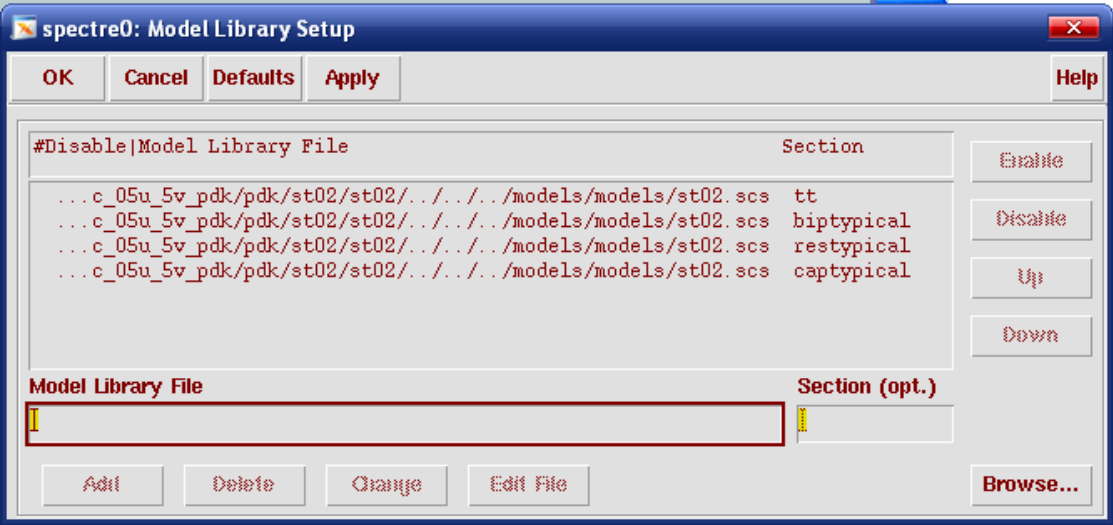 spectre0: Model Library Setup
OK Cancel Defaults Apply Help
#Disable|Model Library File Section
...c_05u_5v_pdk/pdk/st02/st02/../../../models/models/st02.scs tt
...c_05u_5v_pdk/pdk/st02/st02/../../../models/models/st02.scs biptypical
...c_05u_5v_pdk/pdk/st02/st02/../../../models/models/st02.scs restypical
...c_05u_5v_pdk/pdk/st02/st02/../../../models/models/st02.scs captypical
Enable
Disable
Up
Down
Model Library File Section (opt.)
Add Delete Change Edit File Browse...